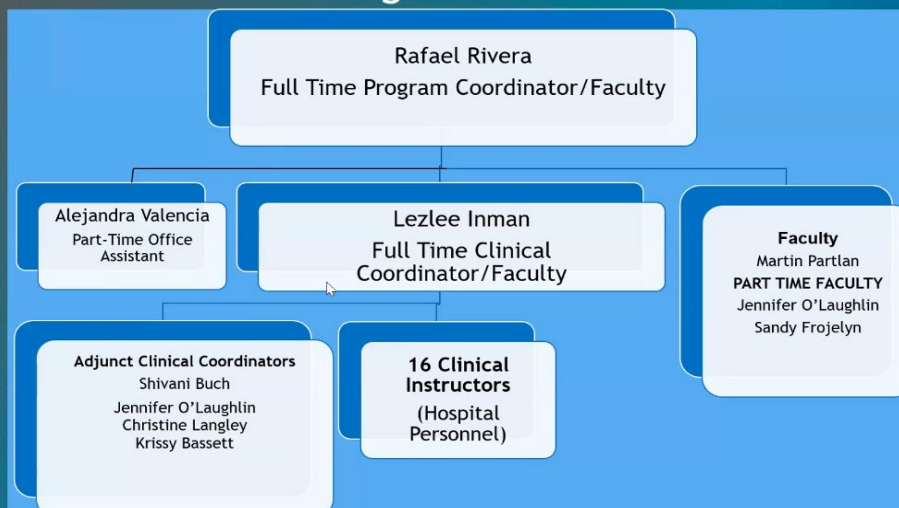 Rafael Rivera
Full Time Program Coordinator/Faculty
Alejandra Valencia
Part-Time Office
Assistant
Lezlee Inman
Full Time Clinical
Coordinator/Faculty
Faculty
Martin Partlan
PART TIME FACULTY
Jennifer O’Laughlin
Sandy Frojelyn
Adjunct Clinical Coordinators
Shivani Buch
Jennifer O’Laughlin
Christine Langley
Krissy Bassett
16 Clinical
Instructors
(Hospital
Personnel)